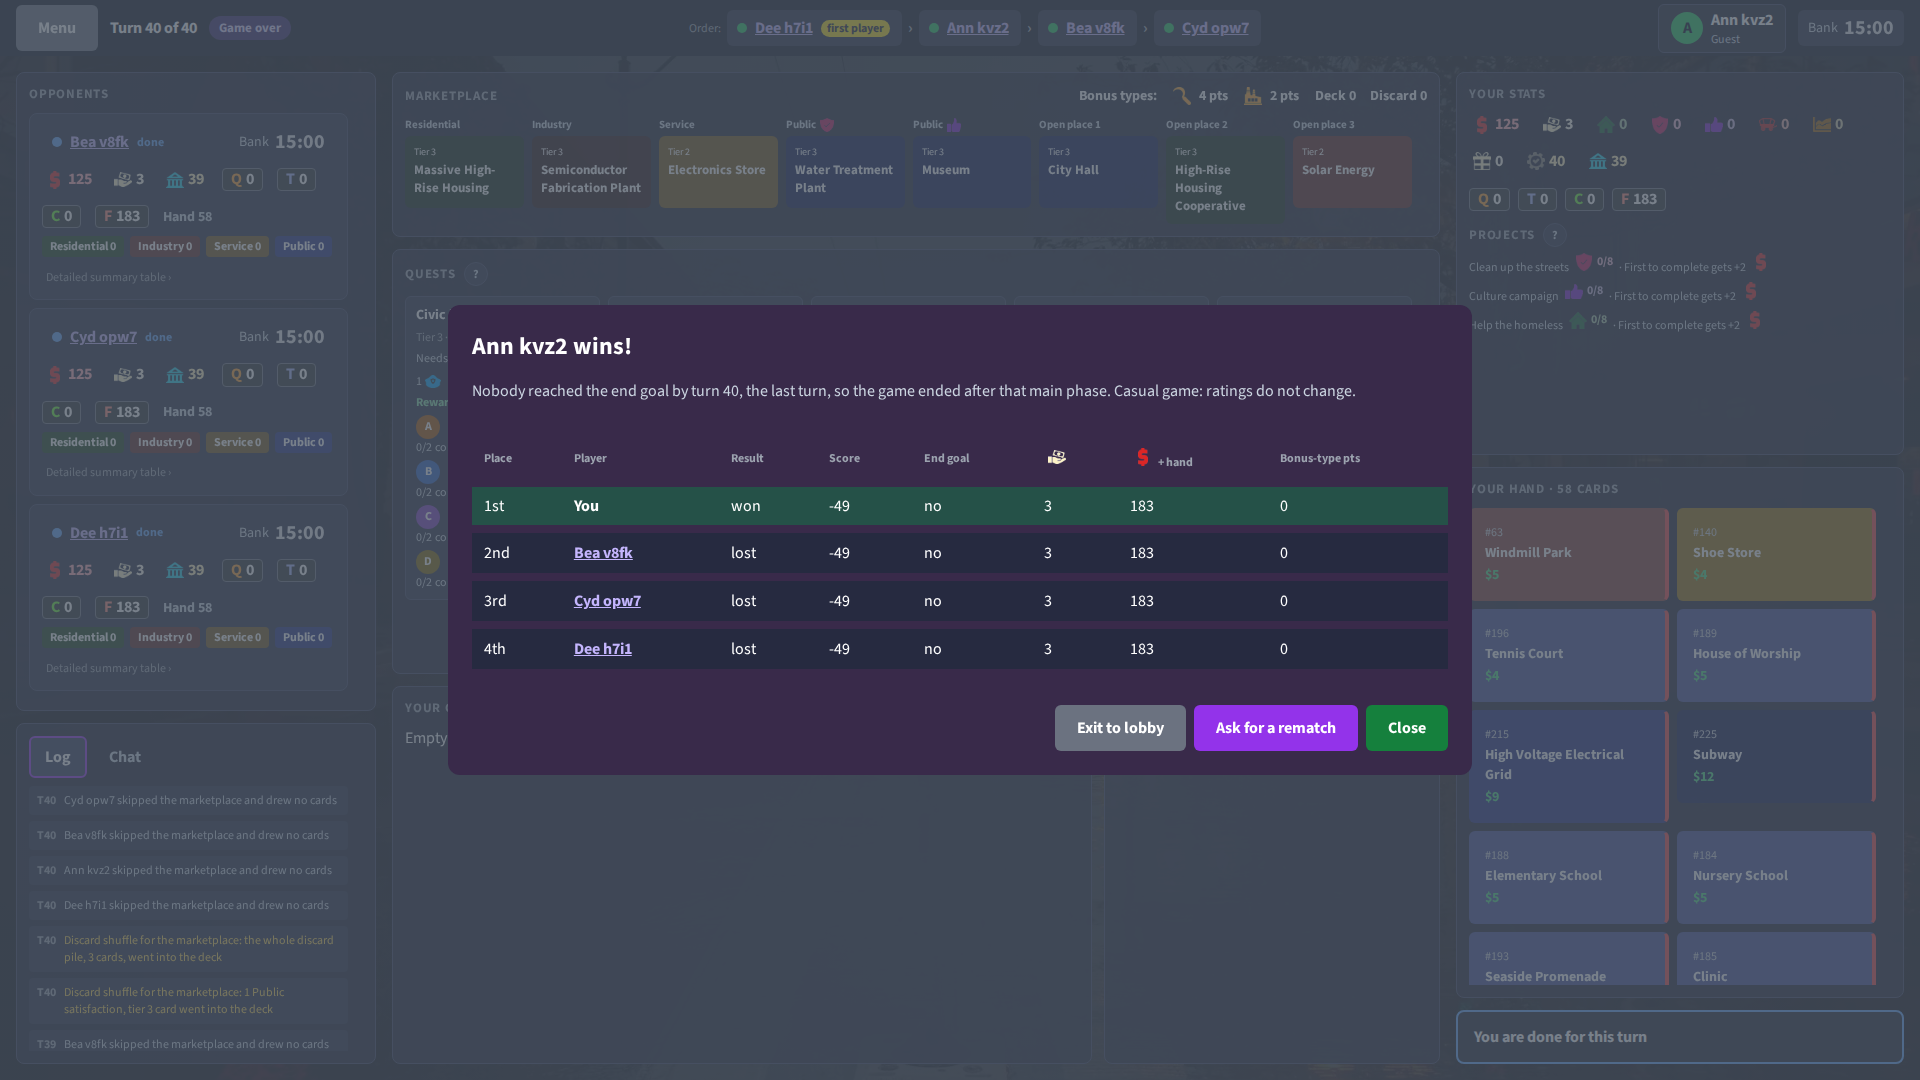 Menu
Turn 40 of 40
Game over
Order:
Dee h7i1
first player
›
Ann kvz2
›
Bea v8fk
›
Cyd opw7
A
Ann kvz2
Guest
Bank 15:00
OPPONENTS
Bea v8fk done
Bank 15:00
125
3
39
Q 0
T 0
C 0
F 183
Hand 58
Residential 0
Industry 0
Service 0
Public 0
Detailed summary table ›
Cyd opw7 done
Bank 15:00
125
3
39
Q 0
T 0
C 0
F 183
Hand 58
Residential 0
Industry 0
Service 0
Public 0
Detailed summary table ›
Dee h7i1 done
Bank 15:00
125
3
39
Q 0
T 0
C 0
F 183
Hand 58
Residential 0
Industry 0
Service 0
Public 0
Detailed summary table ›
Log
Chat
T40 Cyd opw7 skipped the marketplace and drew no cards
T40 Bea v8fk skipped the marketplace and drew no cards
T40 Ann kvz2 skipped the marketplace and drew no cards
T40 Dee h7i1 skipped the marketplace and drew no cards
T40 Discard shuffle for the marketplace: the whole discard
pile, 3 cards, went into the deck
T40 Discard shuffle for the marketplace: 1 Public
satisfaction, tier 3 card went into the deck
T39 Bea v8fk skipped the marketplace and drew no cards
MARKETPLACE
Bonus types:
4 pts
2 pts
Deck 0
Discard 0
Residential
Tier 3
Massive High-
Rise Housing
Industry
Tier 3
Semiconductor
Fabrication Plant
Service
Tier 2
Electronics Store
Public
Tier 3
Water Treatment
Plant
Public
Tier 3
Museum
Open place 1
Tier 3
City Hall
Open place 2
Tier 3
High-Rise
Housing
Cooperative
Open place 3
Tier 2
Solar Energy
QUESTS
?
Civic
Tier 3 ·
Needs
1
Rewar
A
0/2 co
B
0/2 co
C
0/2 co
D
0/2 co
YOUR C
Empty
Ann kvz2 wins!
Nobody reached the end goal by turn 40, the last turn, so the game ended after that main phase. Casual game: ratings do not change.
Place Player Result Score End goal + hand Bonus-type pts
1st You won -49 no 3 183 0
2nd Bea v8fk lost -49 no 3 183 0
3rd Cyd opw7 lost -49 no 3 183 0
4th Dee h7i1 lost -49 no 3 183 0
Exit to lobby
Ask for a rematch
Close
YOUR STATS
125
3
0
0
0
0
0
0
40
39
Q 0
T 0
C 0
F 183
PROJECTS
?
Clean up the streets 0/8 · First to complete gets +2
Culture campaign 0/8 · First to complete gets +2
Help the homeless 0/8 · First to complete gets +2
YOUR HAND · 58 CARDS
#63
Windmill Park
$5
#140
Shoe Store
$4
#196
Tennis Court
$4
#189
House of Worship
$5
#215
High Voltage Electrical
Grid
$9
#225
Subway
$12
#188
Elementary School
$5
#184
Nursery School
$5
#193
Seaside Promenade
#185
Clinic
You are done for this turn